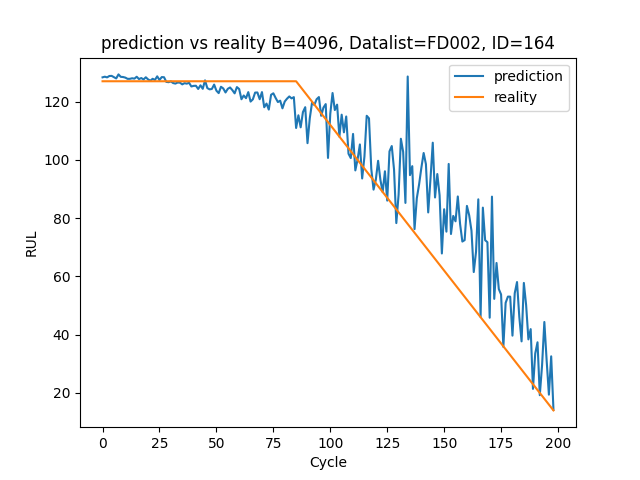 prediction vs reality B=4096, Datalist=FD002, ID=164
prediction
reality
RUL
120
100
80
60
40
20
0 25 50 75 100 125 150 175 200
Cycle